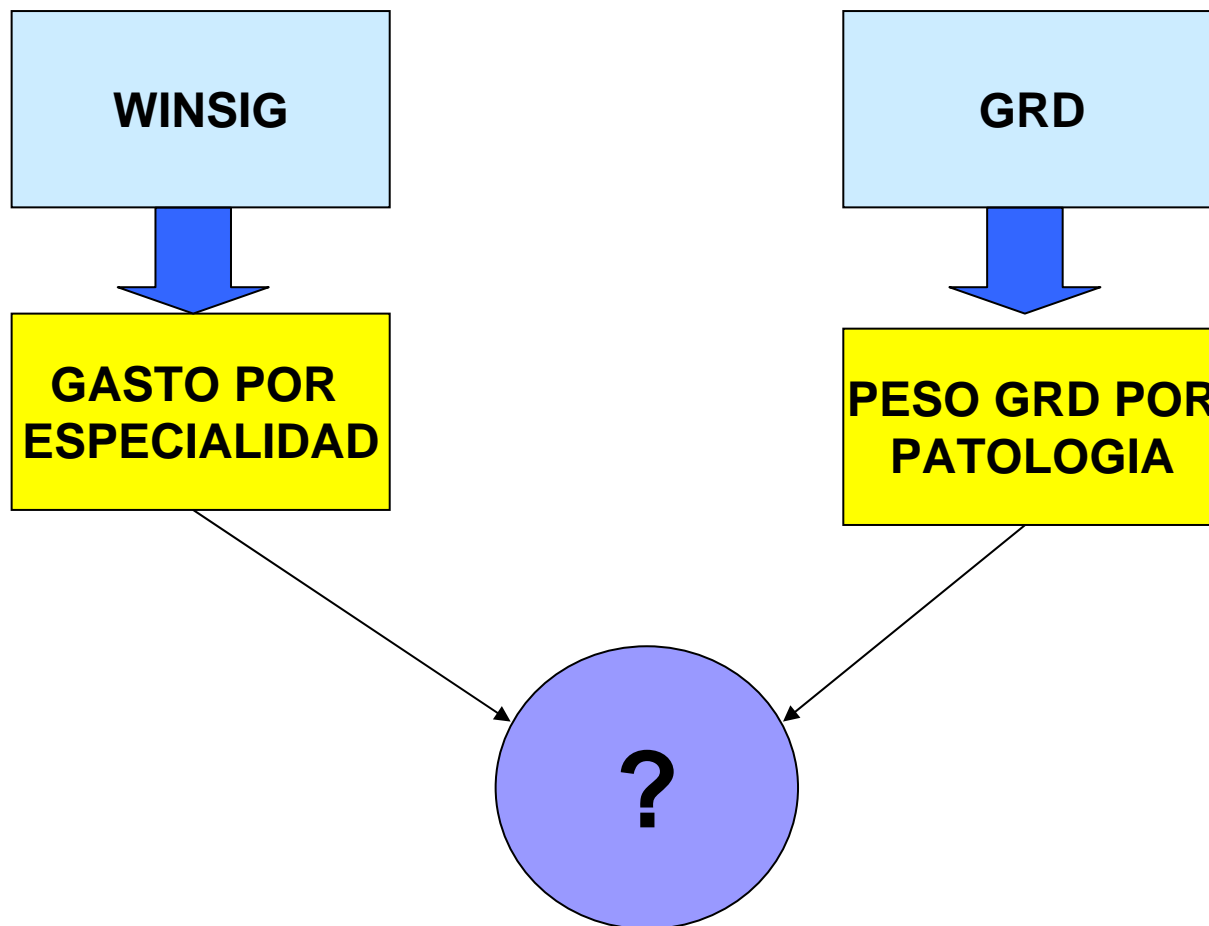 WINSIG
GRD
GASTO POR
ESPECIALIDAD
PESO GRD POR
PATOLOGIA
?